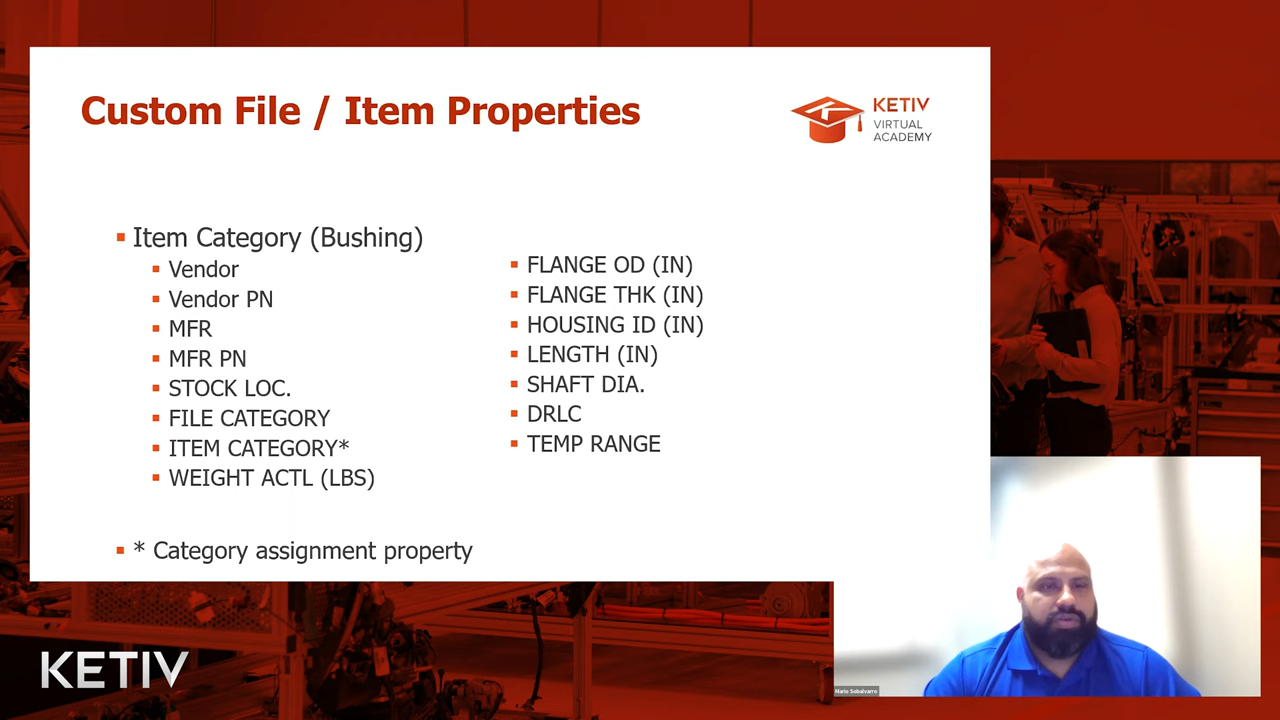 Custom File / Item Properties
KETIV
VIRTUAL
ACADEMY
Item Category (Bushing)
Vendor
Vendor PN
MFR
MFR PN
STOCK LOC.
FILE CATEGORY
ITEM CATEGORY*
WEIGHT ACTL (LBS)
FLANGE OD (IN)
FLANGE THK (IN)
HOUSING ID (IN)
LENGTH (IN)
SHAFT DIA.
DRLC
TEMP RANGE
* Category assignment property
KETIV
Mario Sobalvarro